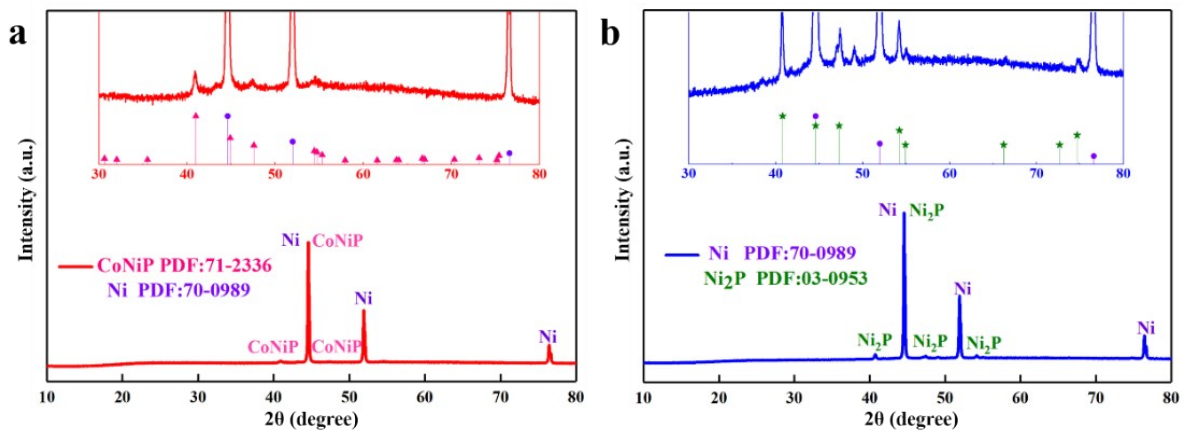 a
Intensity (a.u.)
30 40 50 60 70 80
Ni CoNiP
CoNiP PDF:71-2336
Ni PDF:70-0989
Ni
Ni
CoNiP CoNiP
10 20 30 40 50 60 70 80
2θ (degree)
b
Intensity (a.u.)
30 40 50 60 70 80
Ni Ni₂P
Ni PDF:70-0989
Ni₂P PDF:03-0953
Ni
Ni
Ni₂P Ni₂P Ni₂P
10 20 30 40 50 60 70 80
2θ (degree)